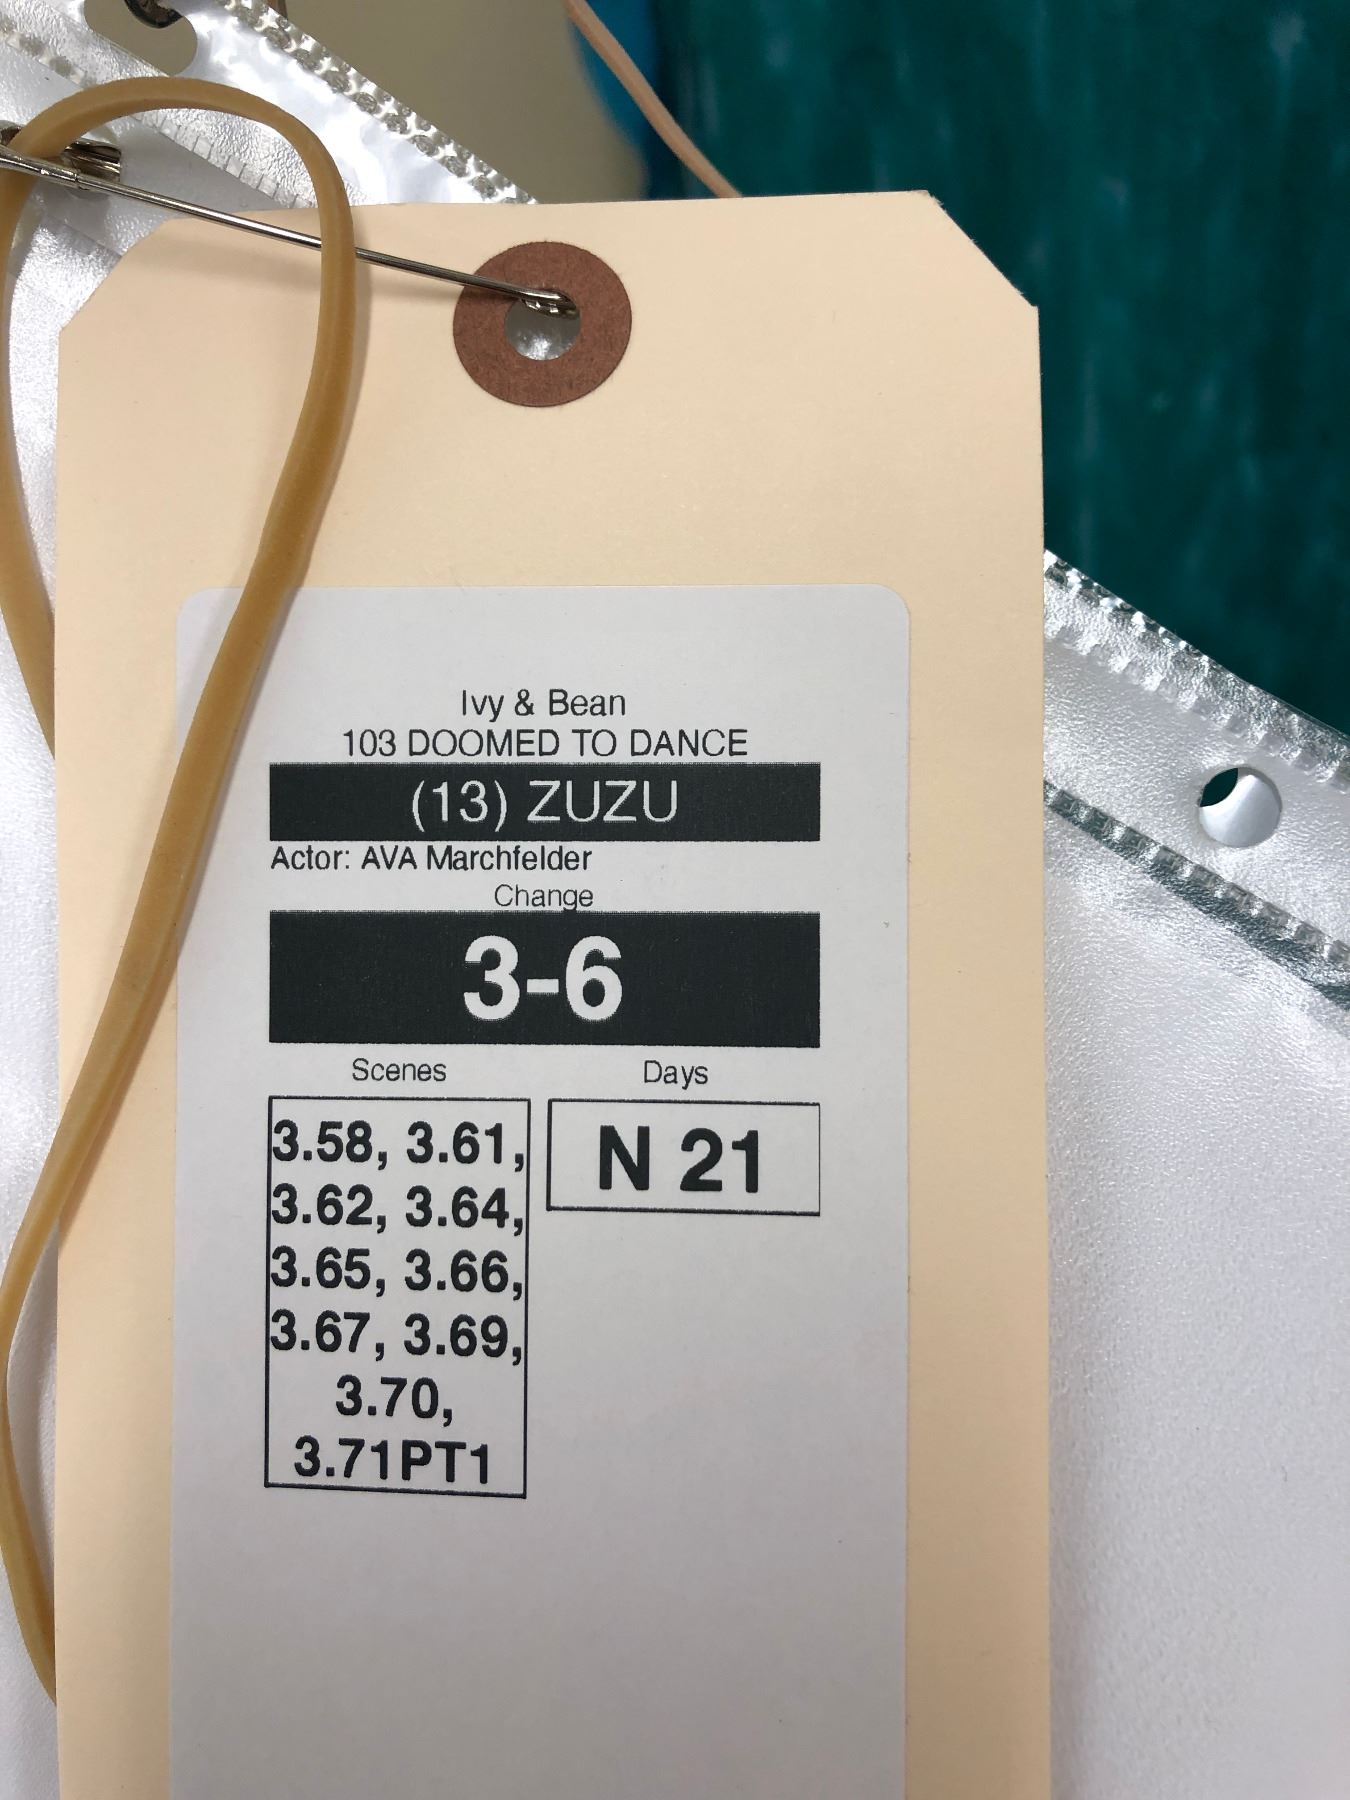 Ivy & Bean
103 DOOMED TO DANCE
(13) ZUZU
Actor: AVA Marchfelder
Change
3-6
Scenes
Days
3.58, 3.61,
3.62, 3.64,
3.65, 3.66,
3.67, 3.69,
3.70,
3.71PT1
N 21